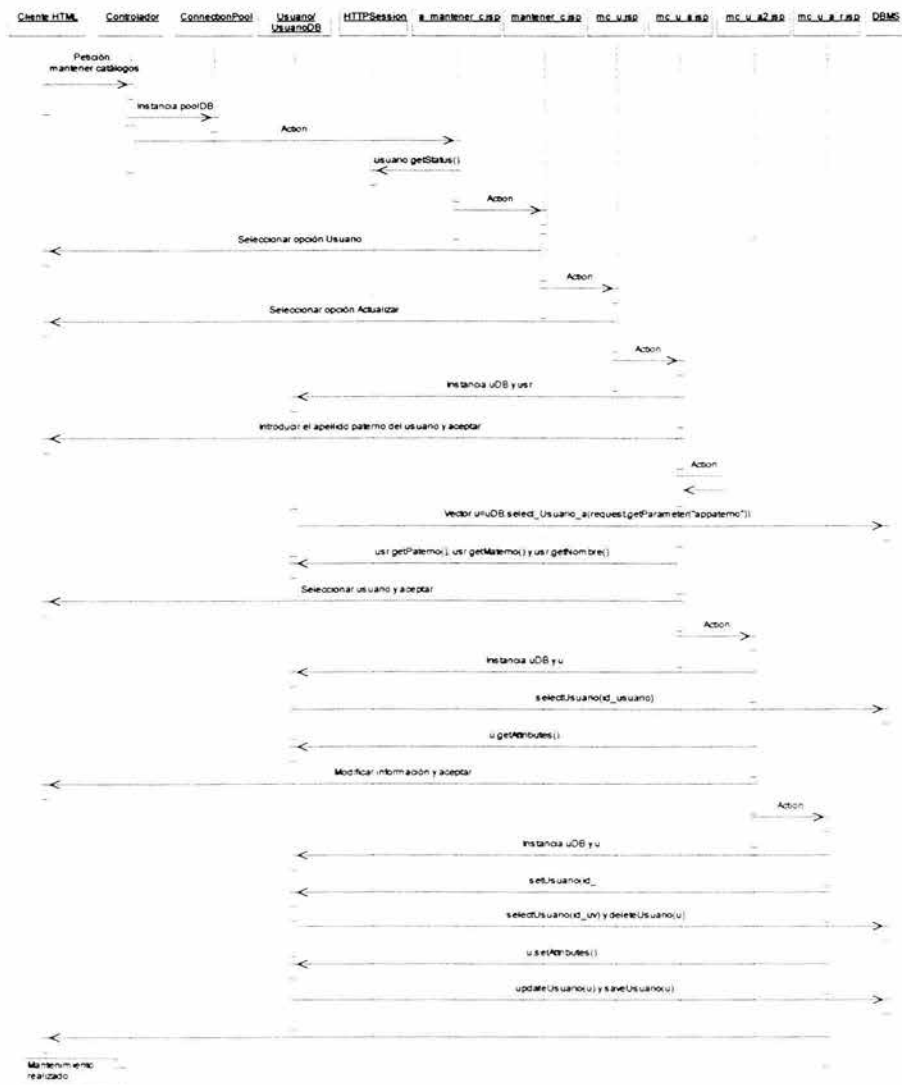 Cliente HTML
Controlador
ConnectionPool
Usuario/
UsuarioDB
HTTPSession
a_mantener_c.jsp
mantener_c.jsp
mc_u.jsp
mc_u_a.jsp
mc_u_a2.jsp
mc_u_a_r.jsp
DBMS
Petición
mantener catálogos
Instancia poolDB
Action
usuario.getStatus()
Action
Seleccionar opción Usuario
Action
Seleccionar opción Actualizar
Action
Instancia uDB y usr
Introducir el apellido paterno del usuario y aceptar
Action
Vector u=uDB.select_Usuario_a(request.getParameter("appaterno"))
usr.getPaterno(), usr.getMaterno() y usr.getNombre()
Seleccionar usuario y aceptar
Action
Instancia uDB y u
selectUsuario(id_usuario)
u.getAttributes()
Modificar información y aceptar
Action
Instancia uDB y u
setUsuario(id_
selectUsuario(id_uv) y deleteUsuario(u)
u.setAttributes()
updateUsuario(u) y saveUsuario(u)
Mantenimiento
realizado